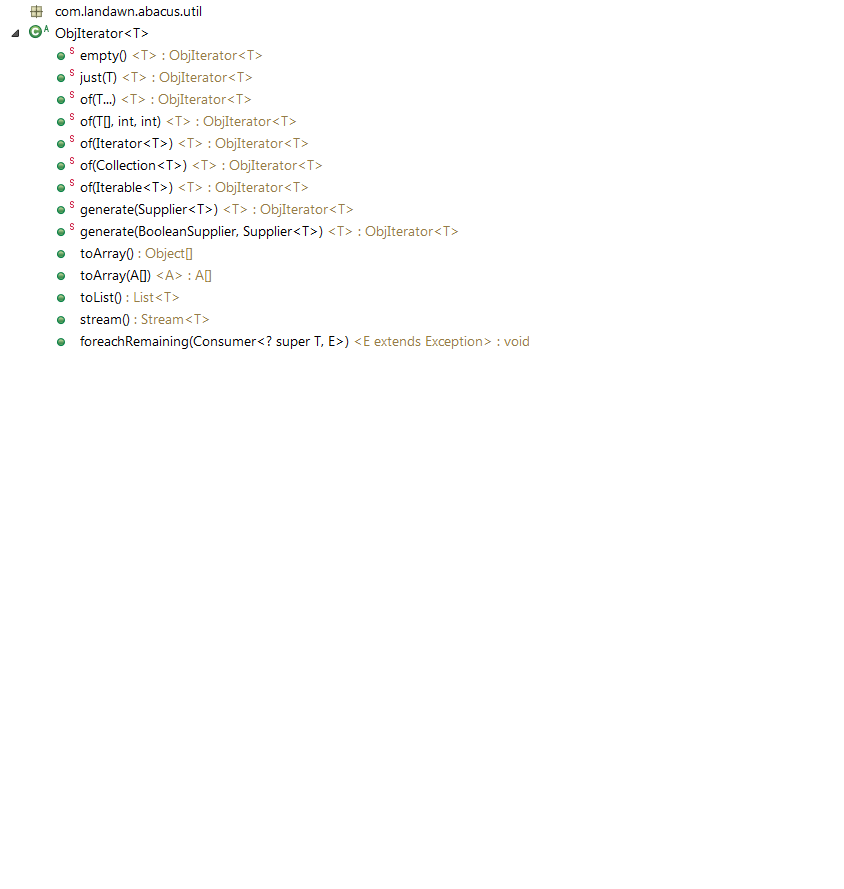 com.landawn.abacus.util
ObjIterator<T>
empty() <T> : ObjIterator<T>
just(T) <T> : ObjIterator<T>
of(T...) <T> : ObjIterator<T>
of(T[], int, int) <T> : ObjIterator<T>
of(Iterator<T>) <T> : ObjIterator<T>
of(Collection<T>) <T> : ObjIterator<T>
of(Iterable<T>) <T> : ObjIterator<T>
generate(Supplier<T>) <T> : ObjIterator<T>
generate(BooleanSupplier, Supplier<T>) <T> : ObjIterator<T>
toArray() : Object[]
toArray(A[]) <A> : A[]
toList() : List<T>
stream() : Stream<T>
foreachRemaining(Consumer<? super T, E>) <E extends Exception> : void